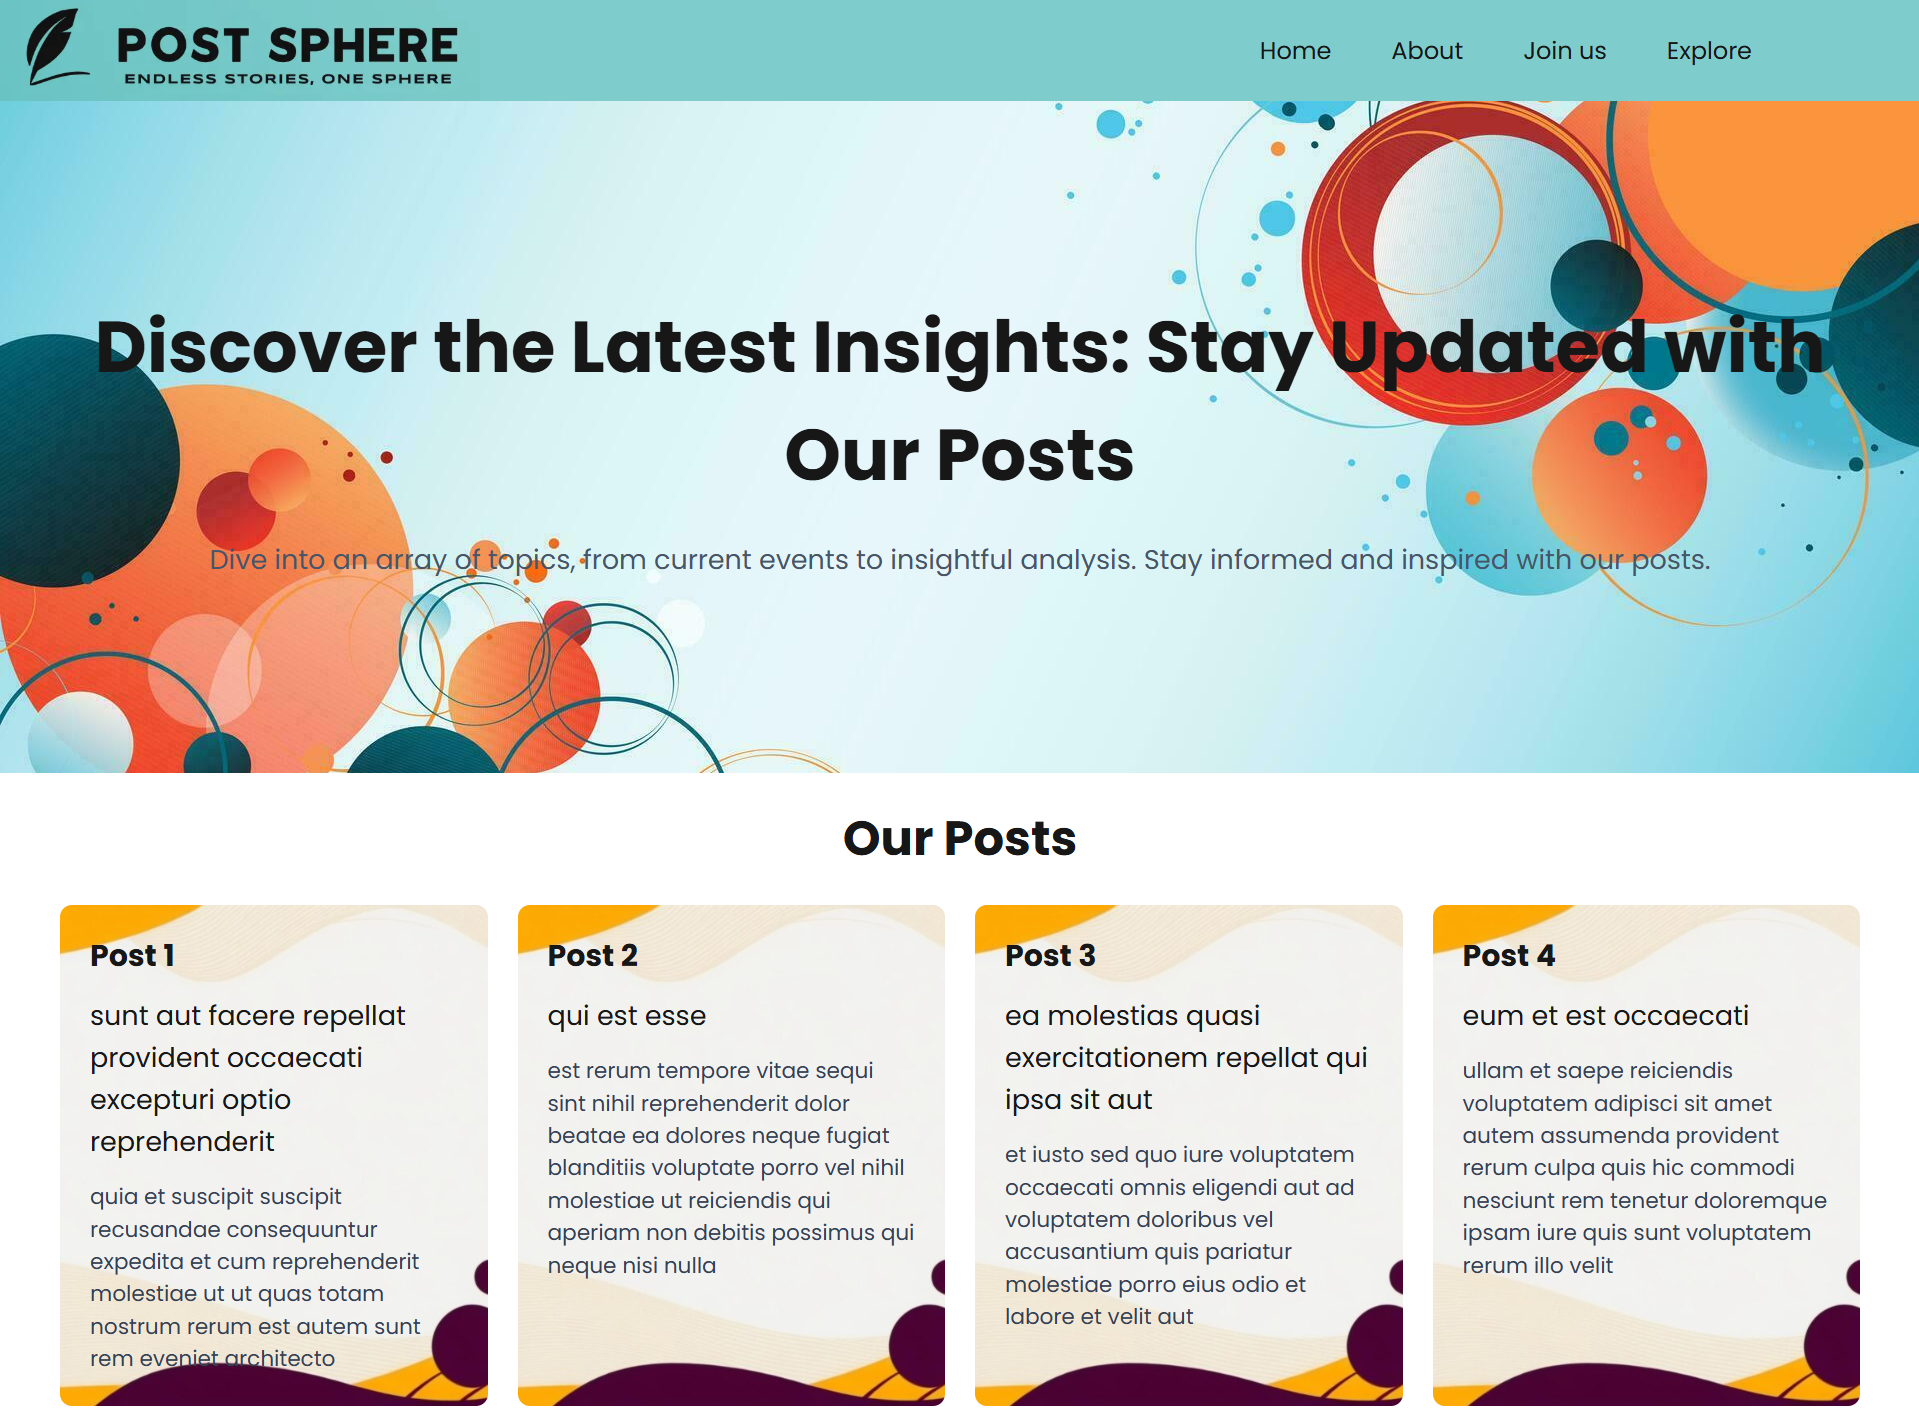 POST SPHERE
ENDLESS STORIES, ONE SPHERE
Home About Join us Explore
Discover the Latest Insights: Stay Updated with
Our Posts
Dive into an array of topics, from current events to insightful analysis. Stay informed and inspired with our posts.
Our Posts
Post 1
sunt aut facere repellat
provident occaecati
excepturi optio
reprehenderit
quia et suscipit suscipit
recusandae consequuntur
expedita et cum reprehenderit
molestiae ut ut quas totam
nostrum rerum est autem sunt
rem eveniet architecto
Post 2
qui est esse
est rerum tempore vitae sequi
sint nihil reprehenderit dolor
beatae ea dolores neque fugiat
blanditiis voluptate porro vel nihil
molestiae ut reiciendis qui
aperiam non debitis possimus qui
neque nisi nulla
Post 3
ea molestias quasi
exercitationem repellat qui
ipsa sit aut
et iusto sed quo iure voluptatem
occaecati omnis eligendi aut ad
voluptatem doloribus vel
accusantium quis pariatur
molestiae porro eius odio et
labore et velit aut
Post 4
eum et est occaecati
ullam et saepe reiciendis
voluptatem adipisci sit amet
autem assumenda provident
rerum culpa quis hic commodi
nesciunt rem tenetur doloremque
ipsam iure quis sunt voluptatem
rerum illo velit